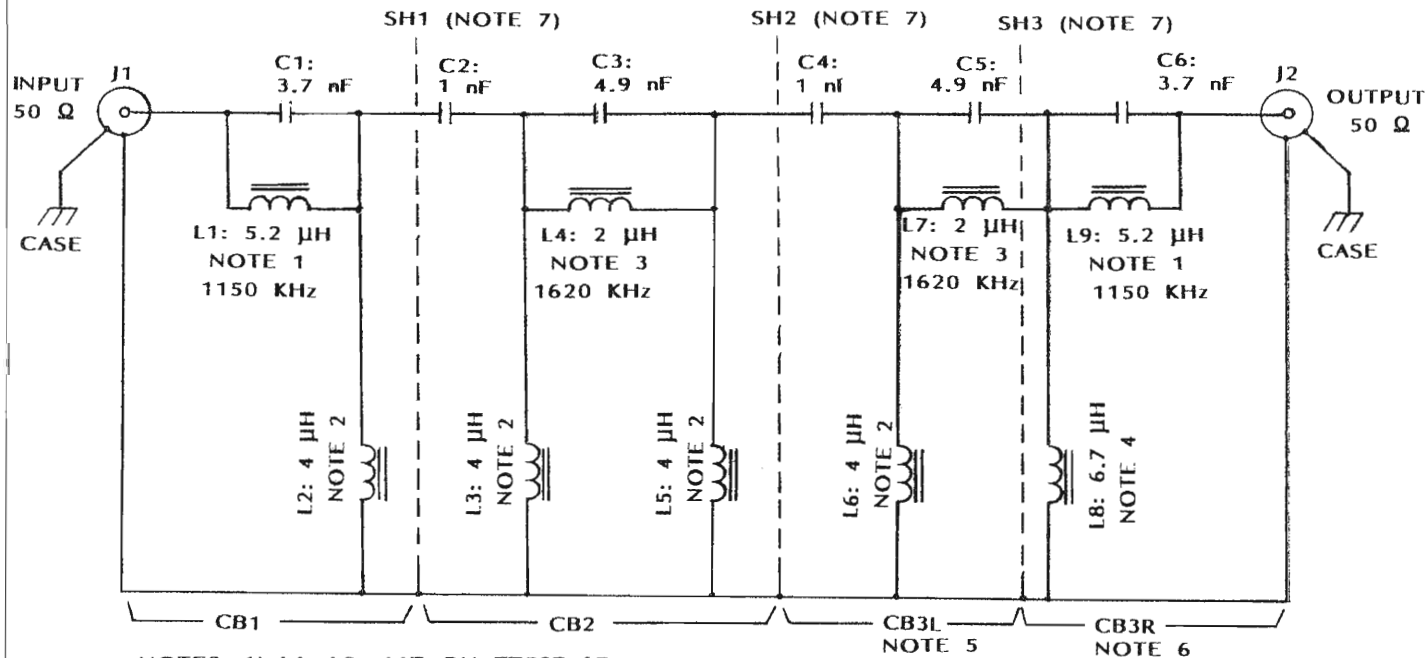 SH1 (NOTE 7)
SH2 (NOTE 7)
SH3 (NOTE 7)
INPUT
50 Ω
J1
C1:
3.7 nF
C2:
1 nF
C3:
4.9 nF
C4:
1 nF
C5:
4.9 nF
C6:
3.7 nF
J2
OUTPUT
50 Ω
CASE
L1: 5.2 µH
NOTE 1
1150 KHz
L4: 2 µH
NOTE 3
1620 KHz
L7: 2 µH
NOTE 3
1620 KHz
L9: 5.2 µH
NOTE 1
1150 KHz
CASE
L2: 4 µH
NOTE 2
L3: 4 µH
NOTE 2
L5: 4 µH
NOTE 2
L6: 4 µH
NOTE 2
L8: 6.7 µH
NOTE 4
CB1
CB2
CB3L
NOTE 5
CB3R
NOTE 6